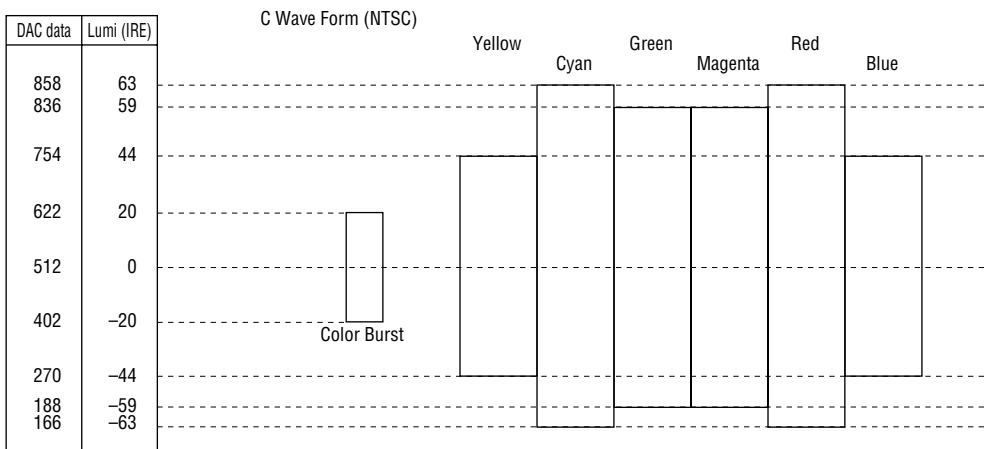 C Wave Form (NTSC)
DAC data Lumi (IRE)
Yellow Green Red
Cyan Magenta Blue
858 63
836 59
754 44
622 20
512 0
402 –20
Color Burst
270 –44
188 –59
166 –63